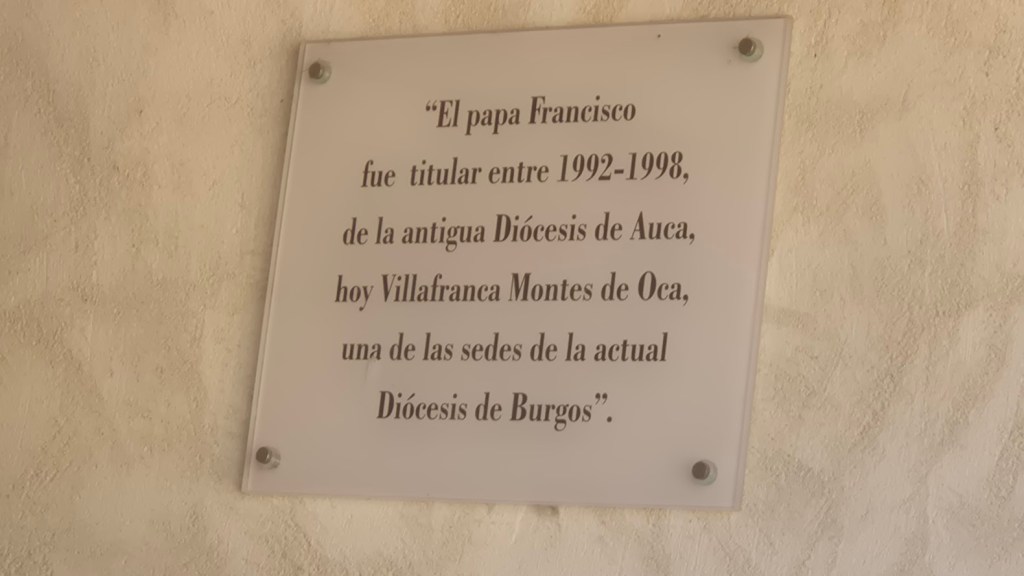 “El papa Francisco
fue titular entre 1992-1998,
de la antigua Diócesis de Auca,
hoy Villafranca Montes de Oca,
una de las sedes de la actual
Diócesis de Burgos”.